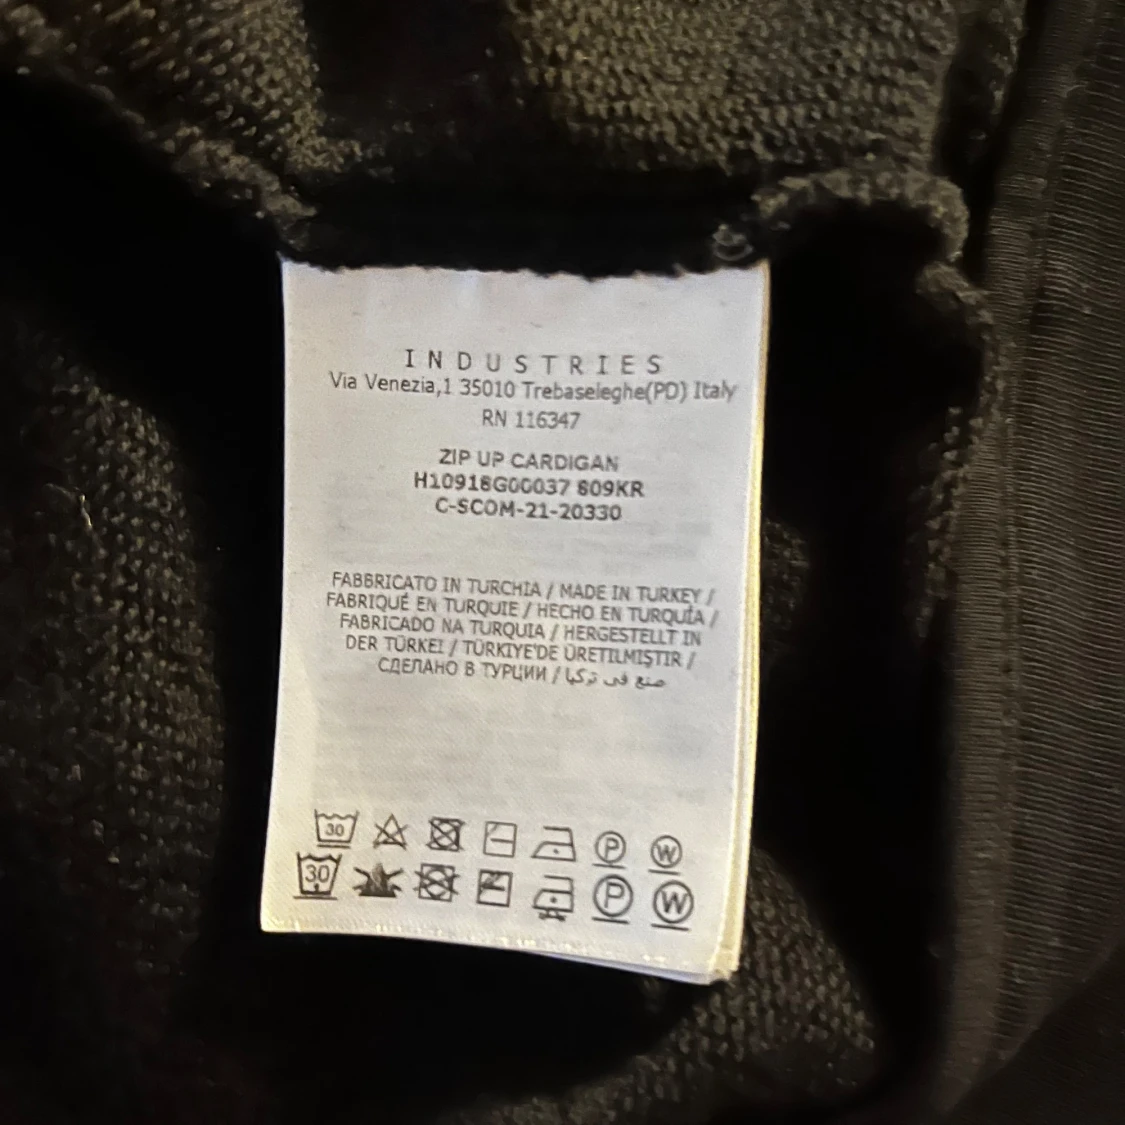 INDUSTRIES
Via Venezia,1 35010 Trebaseleghe(PD) Italy
RN 116347
ZIP UP CARDIGAN
H10918G00037 809KR
C-SCOM-21-20330
FABBRICATO IN TURCHIA / MADE IN TURKEY /
FABRIQUÉ EN TURQUIE / HECHO EN TURQUÍA /
FABRICADO NA TURQUIA / HERGESTELLT IN
DER TÜRKEI / TÜRKIYE'DE ÜRETILMIŞTIR /
СДЕЛАНО В ТУРЦИИ / صنع في تركيا
30 P W
30 P W